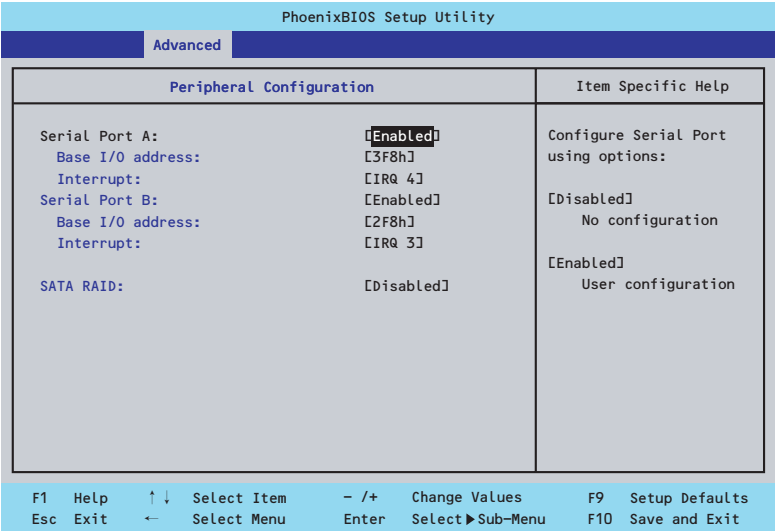 PhoenixBIOS Setup Utility
Advanced
Peripheral Configuration
Item Specific Help
Serial Port A: [Enabled]
Base I/O address: [3F8h]
Interrupt: [IRQ 4]
Serial Port B: [Enabled]
Base I/O address: [2F8h]
Interrupt: [IRQ 3]
SATA RAID: [Disabled]
Configure Serial Port
using options:
[Disabled]
No configuration
[Enabled]
User configuration
F1 Help ↑↓ Select Item – /+ Change Values F9 Setup Defaults
Esc Exit ← Select Menu Enter Select▶Sub–Menu F10 Save and Exit